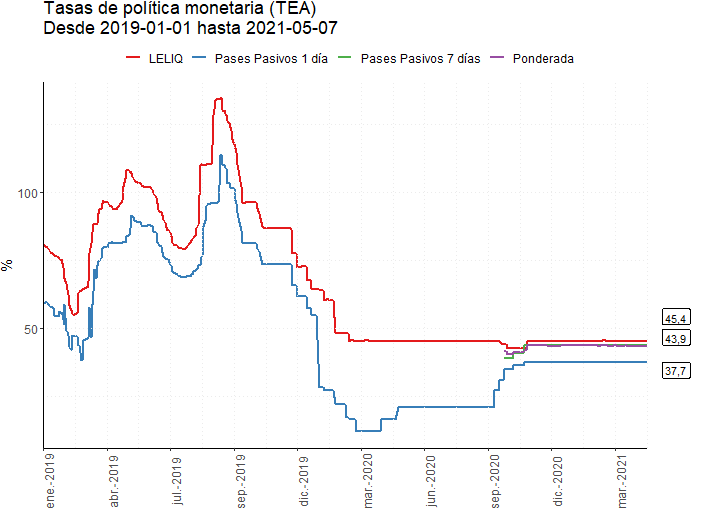 Tasas de política monetaria (TEA)
Desde 2019-01-01 hasta 2021-05-07
LELIQ Pases Pasivos 1 día Pases Pasivos 7 días Ponderada
%
100
50
45,4
43,9
37,7
ene.-2019
abr.-2019
jul.-2019
sep.-2019
dic.-2019
mar.-2020
jun.-2020
sep.-2020
dic.-2020
mar.-2021